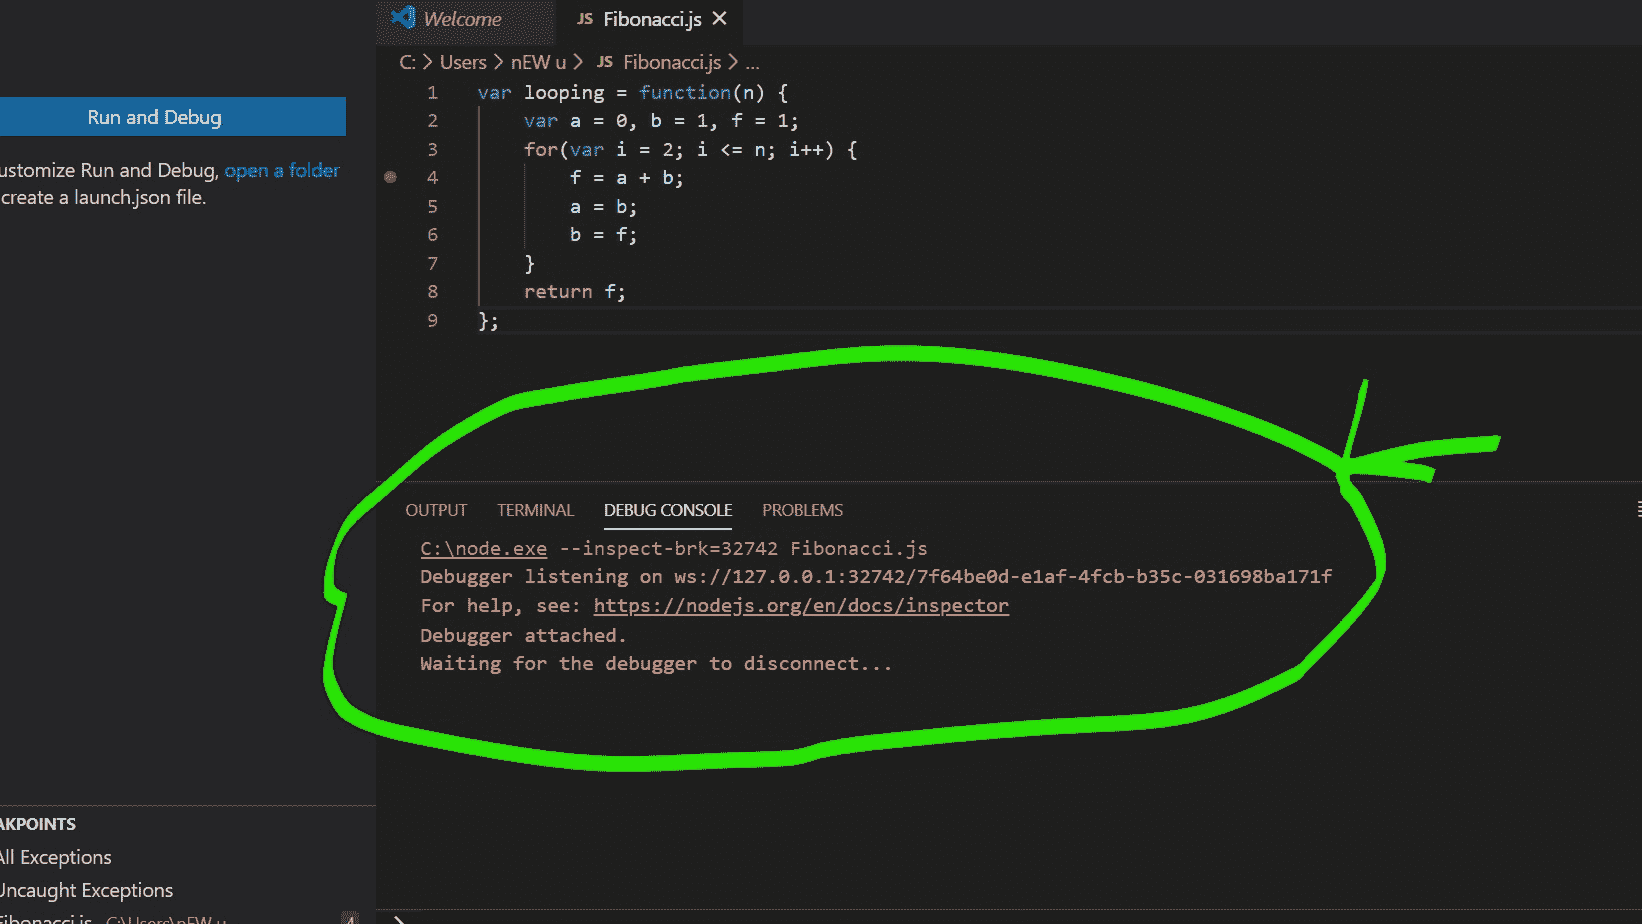 Welcome
JS Fibonacci.js
C: > Users > nEW u > JS Fibonacci.js > ...
Run and Debug
ustomize Run and Debug, open a folder
create a launch.json file.
1 var looping = function(n) {
2 var a = 0, b = 1, f = 1;
3 for(var i = 2; i <= n; i++) {
4 f = a + b;
5 a = b;
6 b = f;
7 }
8 return f;
9 };
OUTPUT TERMINAL DEBUG CONSOLE PROBLEMS
C:\node.exe --inspect-brk=32742 Fibonacci.js
Debugger listening on ws://127.0.0.1:32742/7f64be0d-e1af-4fcb-b35c-031698ba171f
For help, see: https://nodejs.org/en/docs/inspector
Debugger attached.
Waiting for the debugger to disconnect...
AKPOINTS
All Exceptions
Uncaught Exceptions
Fibonacci.js C:\Users\nEW u 4